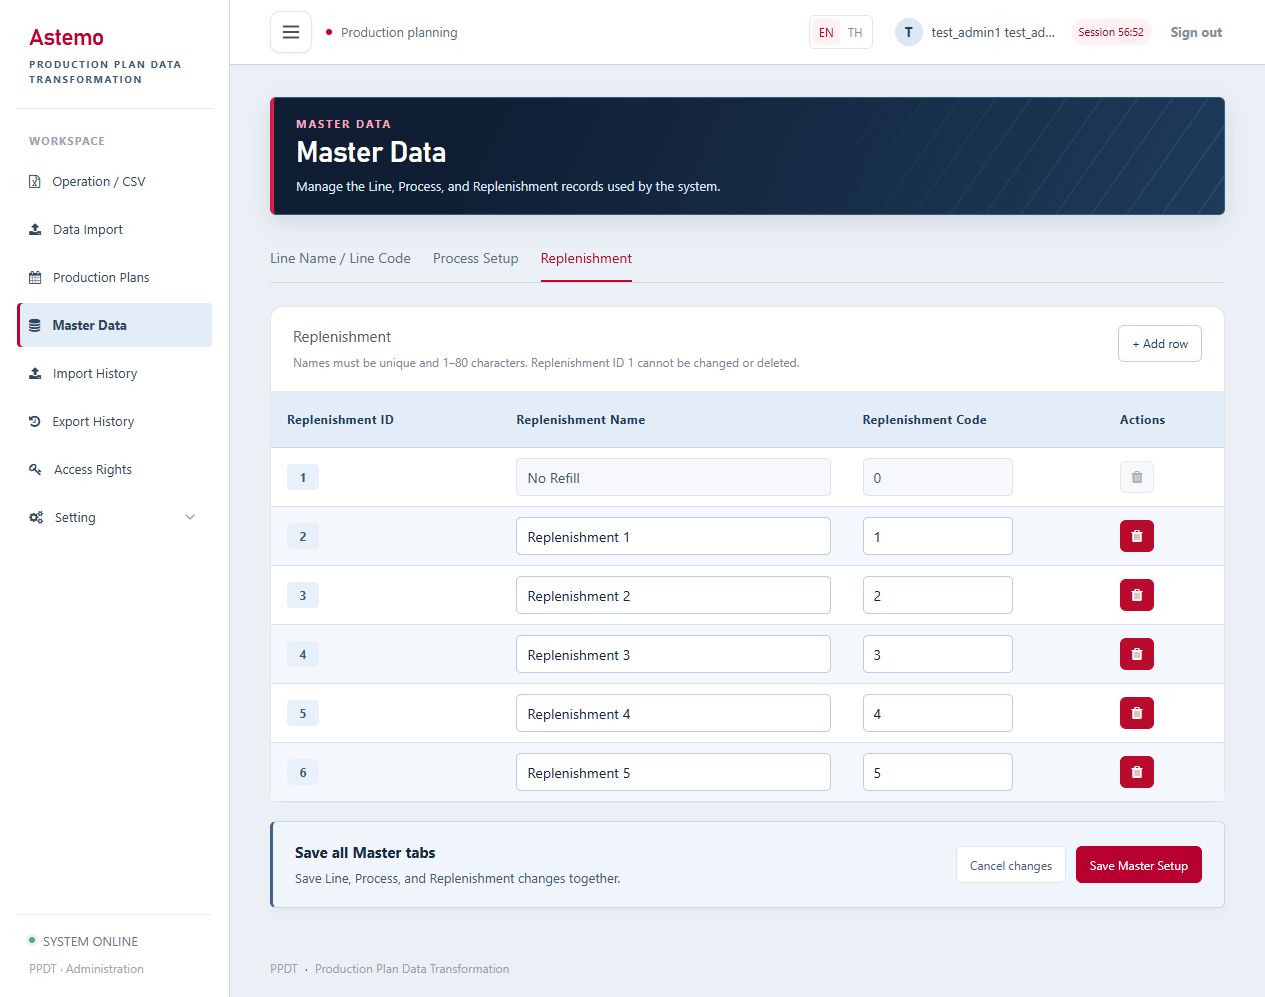 Astemo
PRODUCTION PLAN DATA
TRANSFORMATION
WORKSPACE
Operation / CSV
Data Import
Production Plans
Master Data
Import History
Export History
Access Rights
Setting
SYSTEM ONLINE
PPDT · Administration
Production planning
EN TH
T test_admin1 test_ad...
Session 56:52
Sign out
MASTER DATA
Master Data
Manage the Line, Process, and Replenishment records used by the system.
Line Name / Line Code Process Setup Replenishment
Replenishment
Names must be unique and 1–80 characters. Replenishment ID 1 cannot be changed or deleted.
+ Add row
Replenishment ID Replenishment Name Replenishment Code Actions
1 No Refill 0
2 Replenishment 1 1
3 Replenishment 2 2
4 Replenishment 3 3
5 Replenishment 4 4
6 Replenishment 5 5
Save all Master tabs
Save Line, Process, and Replenishment changes together.
Cancel changes Save Master Setup
PPDT · Production Plan Data Transformation